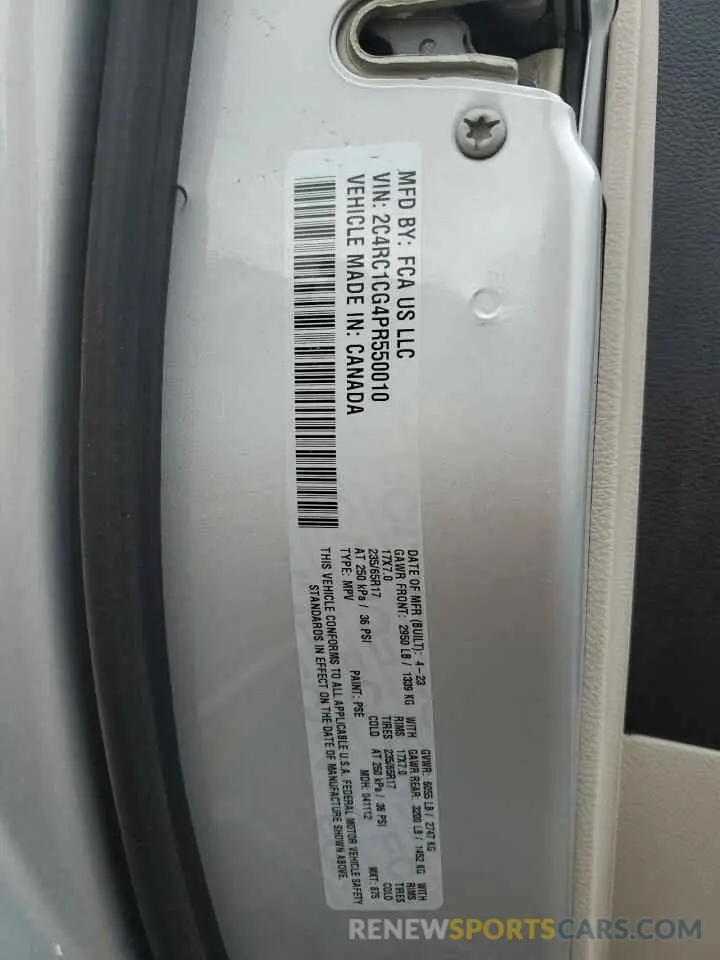 MFD BY: FCA US LLC
VIN: 2C4RC1CG4PR550010
VEHICLE MADE IN: CANADA
DATE OF MFR (BUILT): 4-23 GVWR: 6055 LB / 2747 KG
GAWR FRONT: 2950 LB / 1339 KG WITH GAWR REAR: 3200 LB / 1452 KG WITH
17X7.0 RIMS 17X7.0 RIMS
235/65R17 TIRES 235/65R17 TIRES
AT 250 kPa / 36 PSI COLD AT 250 kPa / 36 PSI COLD
TYPE: MPV PAINT: PSE MDH: 041112 MKT: 875
THIS VEHICLE CONFORMS TO ALL APPLICABLE U.S.A. FEDERAL MOTOR VEHICLE SAFETY
STANDARDS IN EFFECT ON THE DATE OF MANUFACTURE SHOWN ABOVE.
RENEWSPORTSCARS.COM